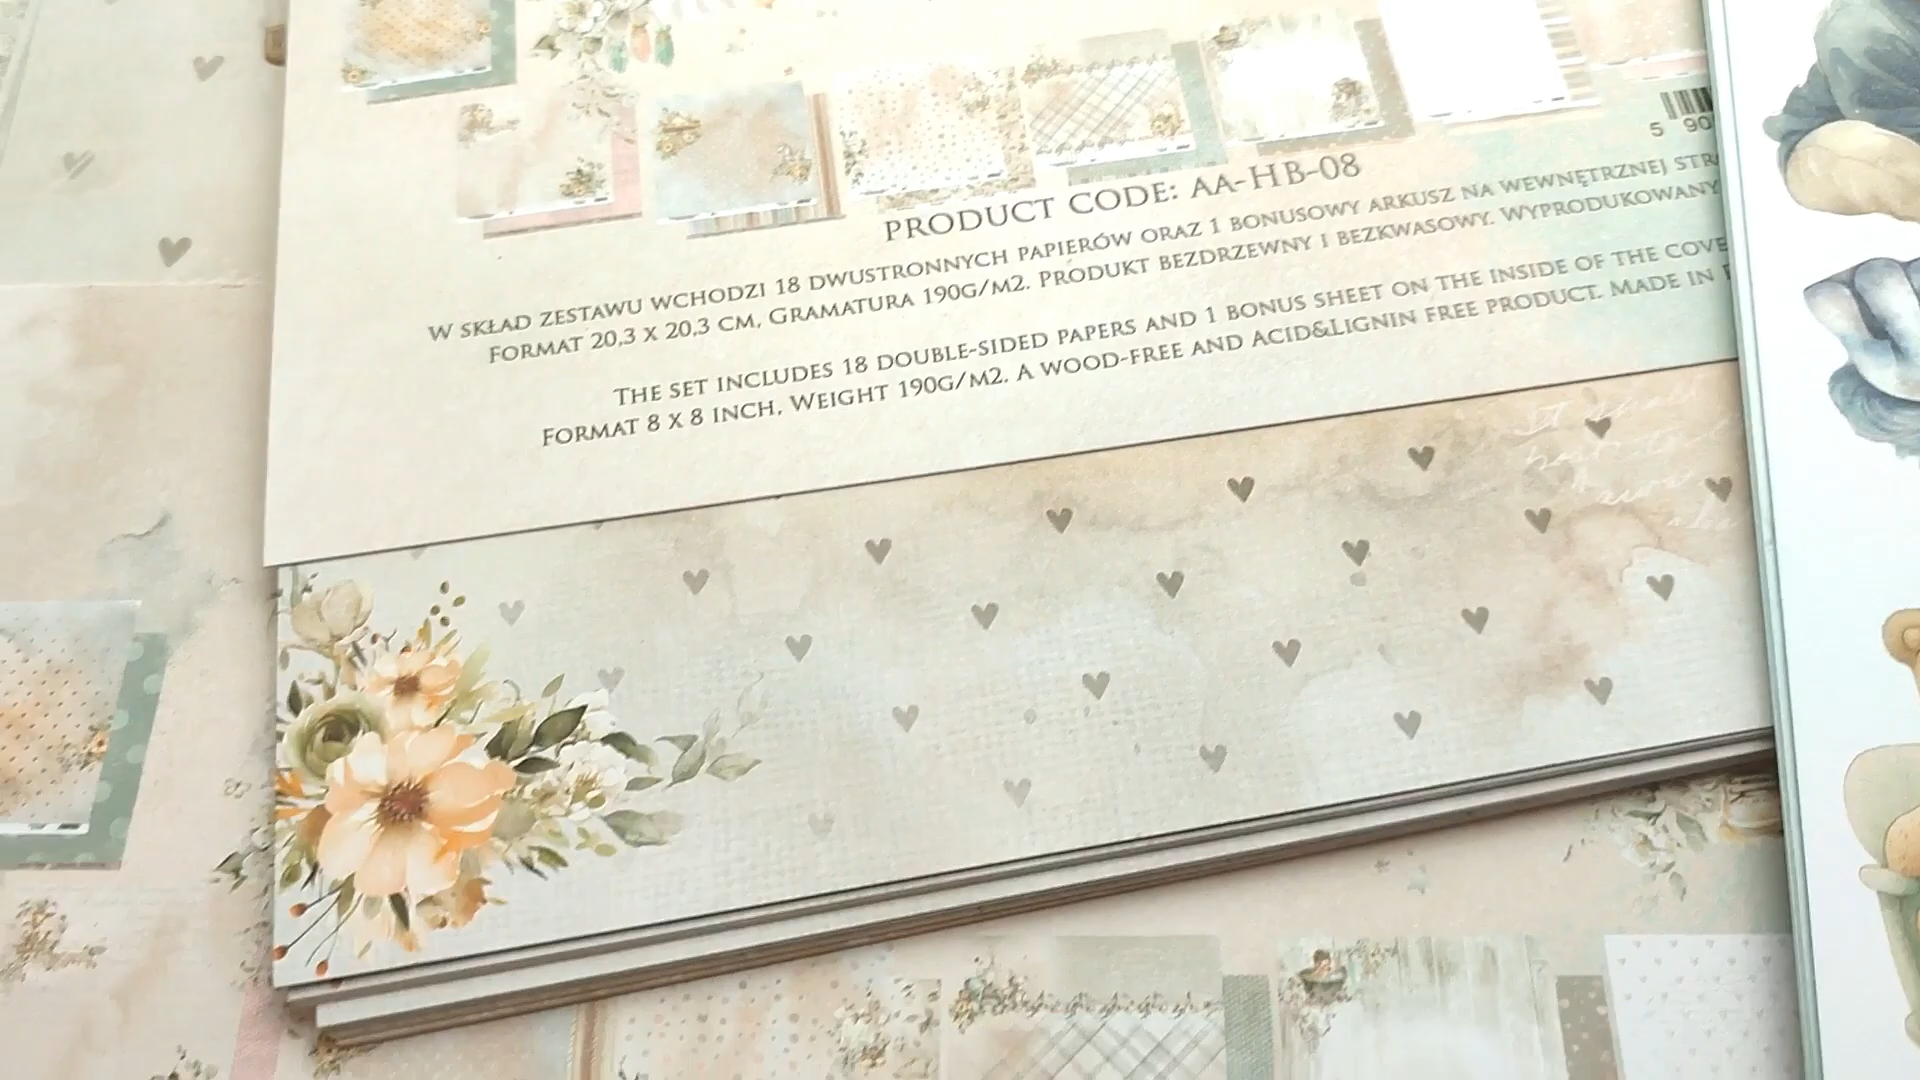 5 90
PRODUCT CODE: AA-HB-08
W SKŁAD ZESTAWU WCHODZI 18 DWUSTRONNYCH PAPIERÓW ORAZ 1 BONUSOWY ARKUSZ NA WEWNĘTRZNEJ
FORMAT 20,3 X 20,3 CM, GRAMATURA 190G/M2. PRODUKT BEZDRZEWNY I BEZKWASOWY. WYPRODUKOWANY
THE SET INCLUDES 18 DOUBLE-SIDED PAPERS AND 1 BONUS SHEET ON THE INSIDE OF THE
FORMAT 8 X 8 INCH, WEIGHT 190G/M2. A WOOD-FREE AND ACID&LIGNIN FREE PRODUCT. MADE IN